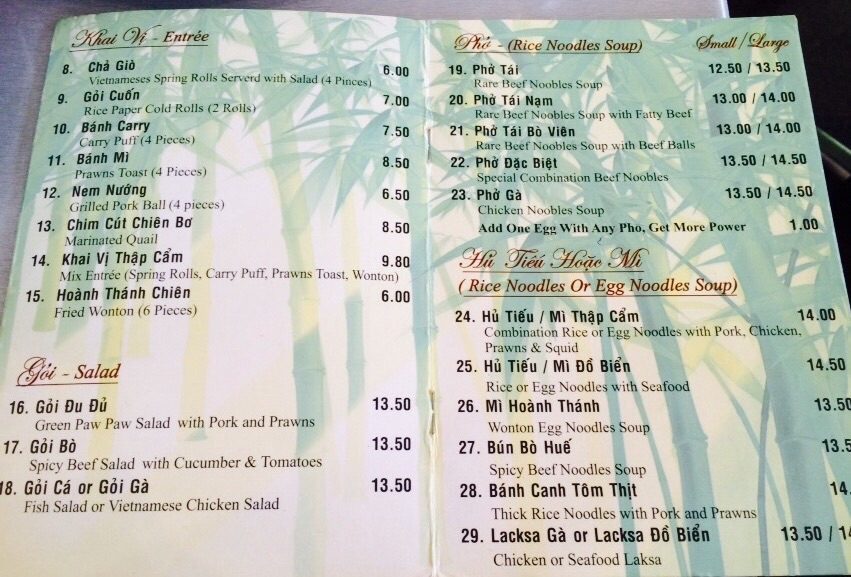 Khai Vị - Entrée
8. Chả Giò 6.00
Vietnameses Spring Rolls Serverd with Salad (4 Pinces)
9. Gỏi Cuốn 7.00
Rice Paper Cold Rolls (2 Rolls)
10. Bánh Carry 7.50
Carry Puff (4 Pieces)
11. Bánh Mì 8.50
Prawns Toast (4 Pieces)
12. Nem Nướng 6.50
Grilled Pork Ball (4 pieces)
13. Chim Cút Chiên Bơ 8.50
Marinated Quail
14. Khai Vị Thập Cẩm 9.80
Mix Entrée (Spring Rolls, Carry Puff, Prawns Toast, Wonton)
15. Hoành Thánh Chiên 6.00
Fried Wonton (6 Pieces)
Gỏi - Salad
16. Gỏi Đu Đủ 13.50
Green Paw Paw Salad with Pork and Prawns
17. Gỏi Bò 13.50
Spicy Beef Salad with Cucumber & Tomatoes
18. Gỏi Cá or Gỏi Gà 13.50
Fish Salad or Vietnamese Chicken Salad
Phở - (Rice Noodles Soup) Small / Large
19. Phở Tái 12.50 / 13.50
Rare Beef Noobles Soup
20. Phở Tái Nạm 13.00 / 14.00
Rare Beef Noobles Soup with Fatty Beef
21. Phở Tái Bò Viên 13.00 / 14.00
Rare Beef Noobles Soup with Beef Balls
22. Phở Đặc Biệt 13.50 / 14.50
Special Combination Beef Noobles
23. Phở Gà 13.50 / 14.50
Chicken Noobles Soup
Add One Egg With Any Pho, Get More Power 1.00
Hủ Tiếu Hoặc Mì
( Rice Noodles Or Egg Noodles Soup)
24. Hủ Tiếu / Mì Thập Cẩm 14.00
Combination Rice or Egg Noodles with Pork, Chicken,
Prawns & Squid
25. Hủ Tiếu / Mì Đồ Biển 14.50
Rice or Egg Noodles with Seafood
26. Mì Hoành Thánh 13.50
Wonton Egg Noodles Soup
27. Bún Bò Huế 13.5
Spicy Beef Noodles Soup
28. Bánh Canh Tôm Thịt 14.
Thick Rice Noodles with Pork and Prawns
29. Lacksa Gà or Lacksa Đồ Biển 13.50 / 14
Chicken or Seafood Laksa